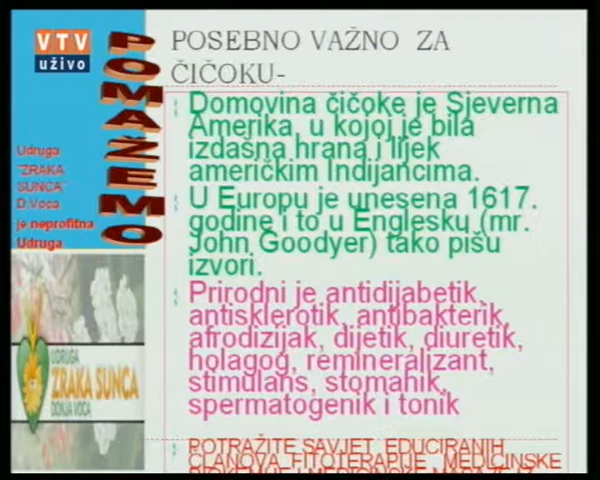 VTV
uživo
POMAŽEMO
Udruga
"ZRAKA
SUNCA"
D.Voca
je neprofitna
Udruga
UDRUGA
ZRAKA SUNCA
DONJA VOĆA
POSEBNO VAŽNO ZA
ČIČOKU-
Domovina čičoke je Sjeverna
Amerika, u kojoj je bila
izdašna hrana i lijek
američkim Indijancima.
U Europu je unesena 1617.
godine i to u Englesku (mr.
John Goodyer) tako pišu
izvori.
Prirodni je antidijabetik,
antisklerotik, antibakterik,
afrodizijak, dijetik, diuretik,
holagog, remineralizant,
stimulans, stomahik,
spermatogenik i tonik
POTRAŽITE SAVJET EDUCIRANIH
ČLANOVA FITOTERAPIJE, MEDICINSKE